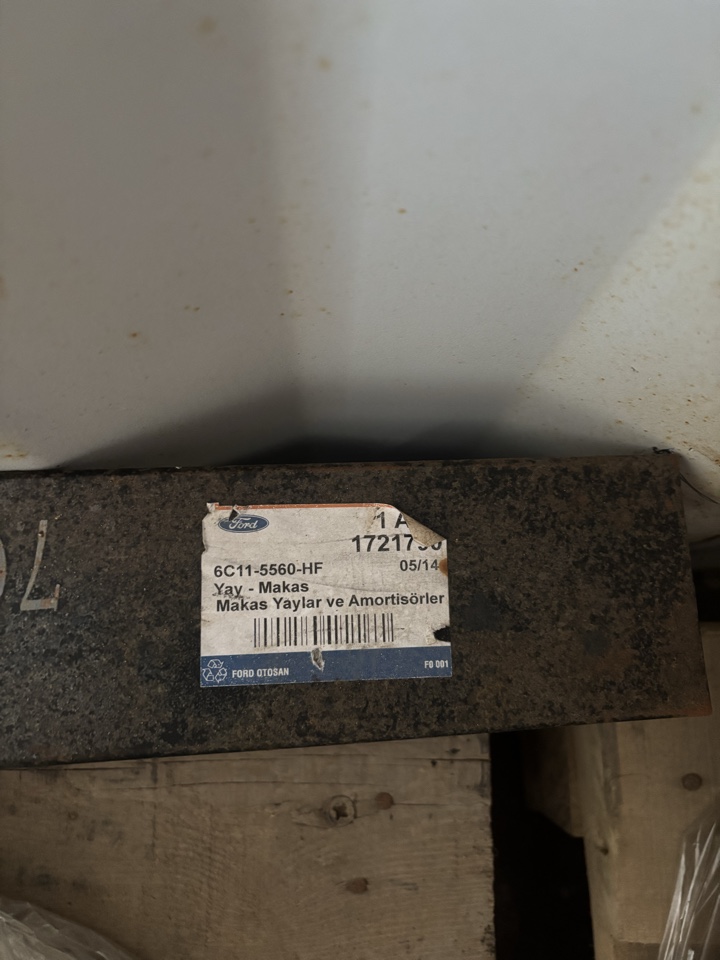 Ford
1 A
6C11-5560-HF
05/14
Yay - Makas
Makas Yaylar ve Amortisörler
FORD OTOSAN
F0 001